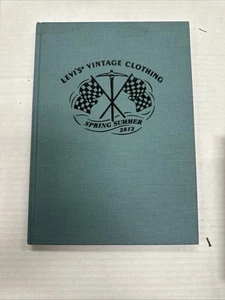 LEVI'S® VINTAGE CLOTHING
SPRING SUMMER
2013